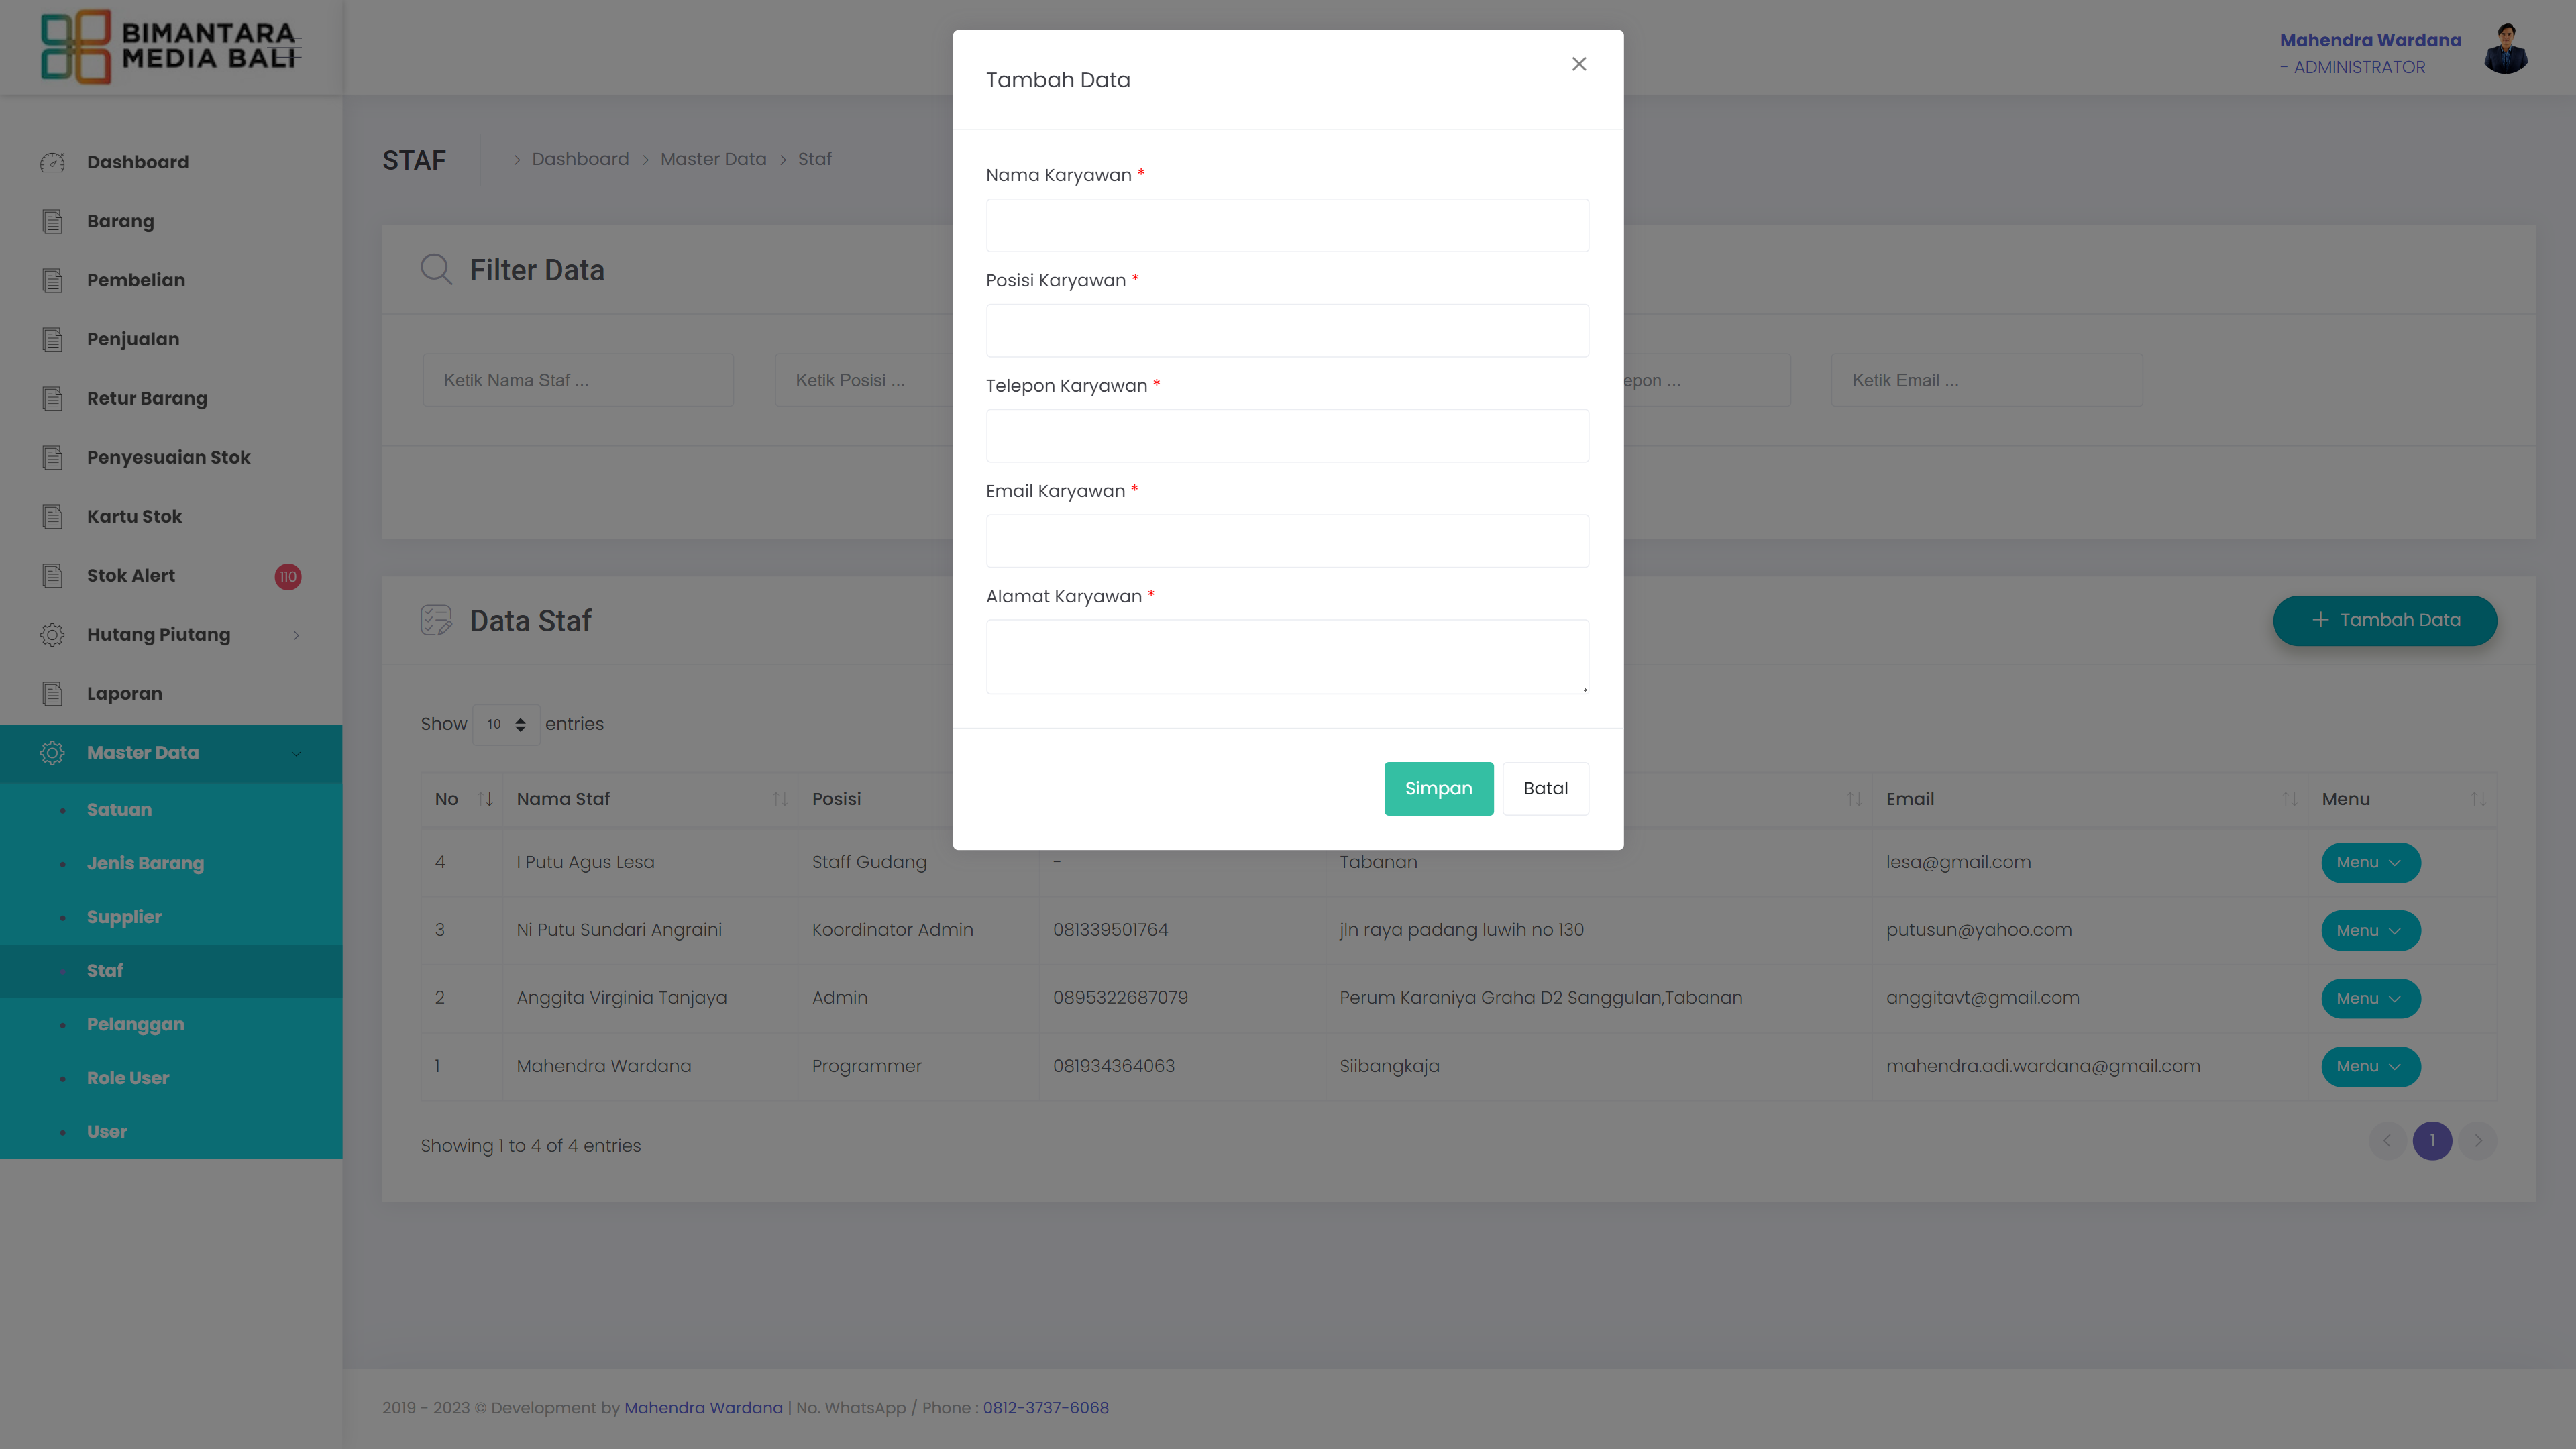 BIMANTARA
MEDIA BALI
Mahendra Wardana
- ADMINISTRATOR
Dashboard
Barang
Pembelian
Penjualan
Retur Barang
Penyesuaian Stok
Kartu Stok
Stok Alert 110
Hutang Piutang
Laporan
Master Data
Satuan
Jenis Barang
Supplier
Staf
Pelanggan
Role User
User
STAF > Dashboard > Master Data > Staf
Filter Data
Ketik Nama Staf ... Ketik Posisi ... epon ... Ketik Email ...
Data Staf
+ Tambah Data
Show 10 entries
No Nama Staf Posisi Email Menu
4 I Putu Agus Lesa Staff Gudang - Tabanan lesa@gmail.com Menu
3 Ni Putu Sundari Angraini Koordinator Admin 081339501764 jln raya padang luwih no 130 putusun@yahoo.com Menu
2 Anggita Virginia Tanjaya Admin 0895322687079 Perum Karaniya Graha D2 Sanggulan,Tabanan anggitavt@gmail.com Menu
1 Mahendra Wardana Programmer 081934364063 Siibangkaja mahendra.adi.wardana@gmail.com Menu
Showing 1 to 4 of 4 entries
1
2019 - 2023 © Development by Mahendra Wardana | No. WhatsApp / Phone : 0812-3737-6068
Tambah Data
Nama Karyawan *
Posisi Karyawan *
Telepon Karyawan *
Email Karyawan *
Alamat Karyawan *
Simpan Batal